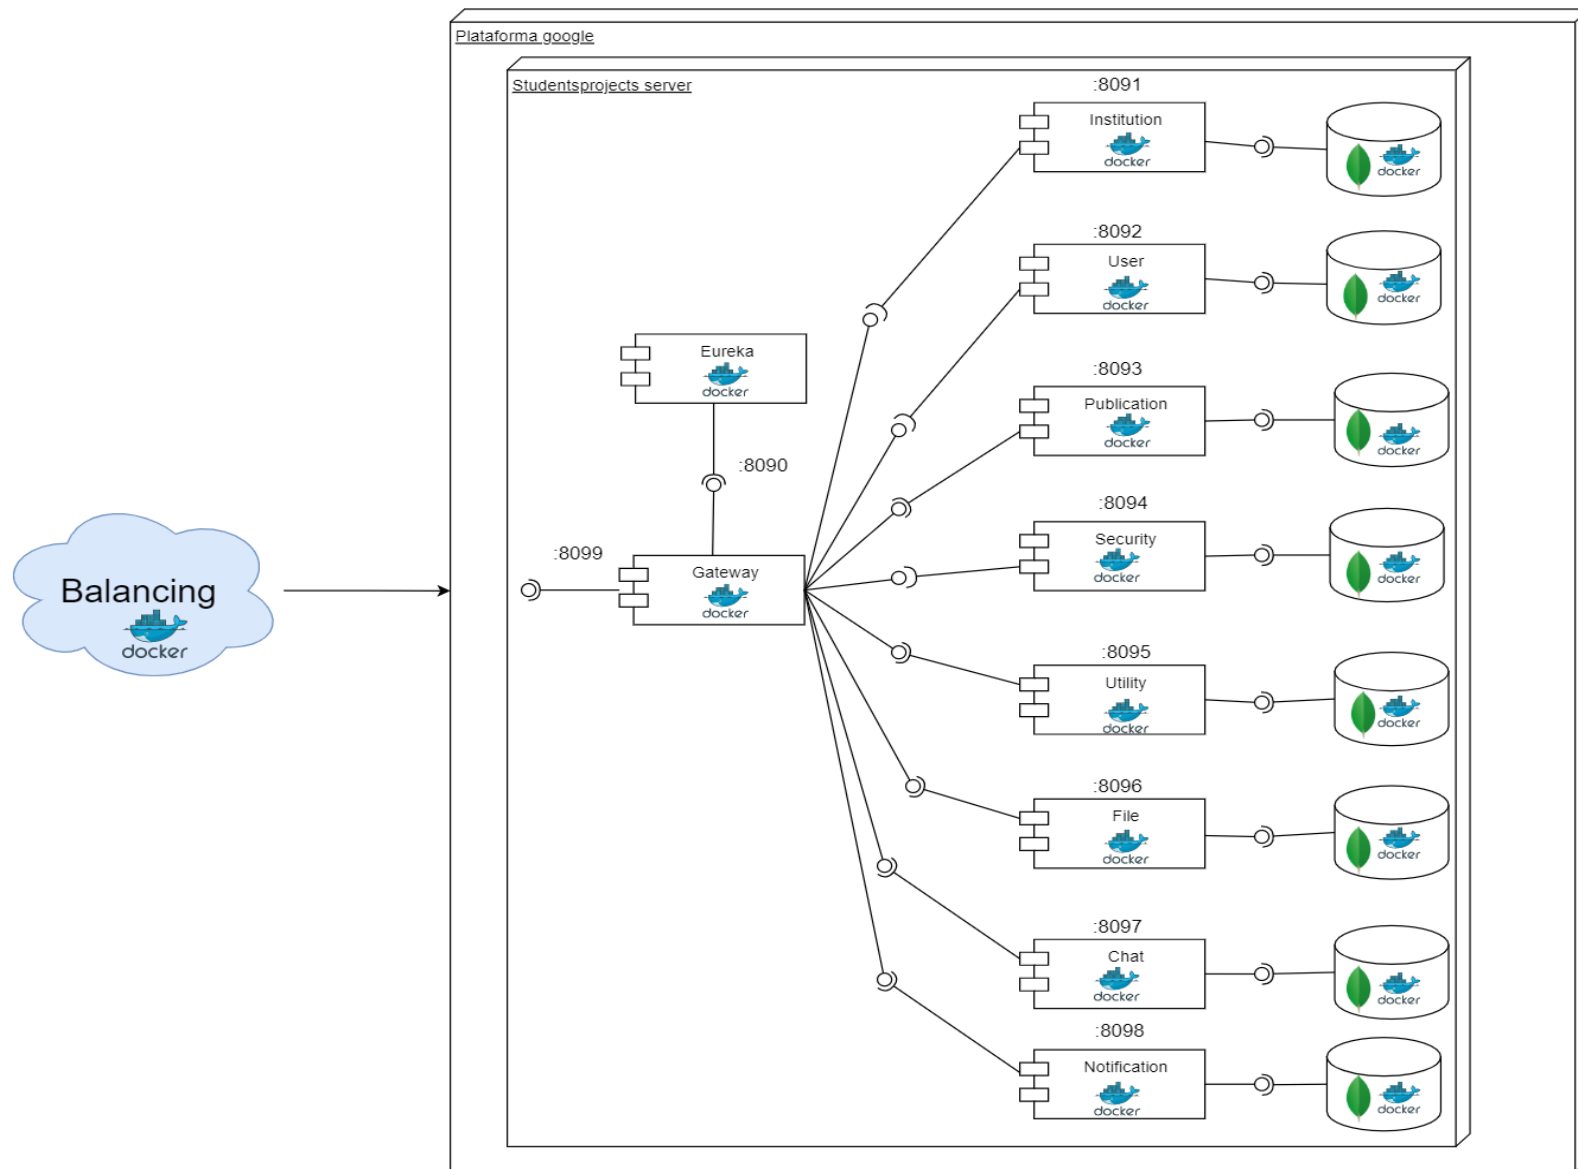 Plataforma google
Studentsprojects server
:8091
Institution
docker
docker
:8092
User
docker
docker
Eureka
docker
:8093
Publication
docker
docker
:8090
:8094
Security
docker
docker
:8099
Gateway
docker
Balancing
docker
:8095
Utility
docker
docker
:8096
File
docker
docker
:8097
Chat
docker
docker
:8098
Notification
docker
docker